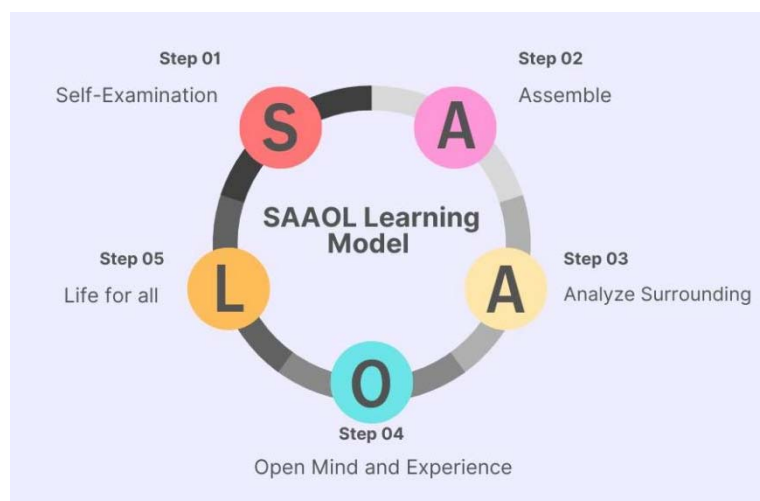 Step 01
Self-Examination
S
Step 02
Assemble
A
SAAOL Learning
Model
Step 03
Analyze Surrounding
A
O
Step 04
Open Mind and Experience
Step 05
Life for all
L